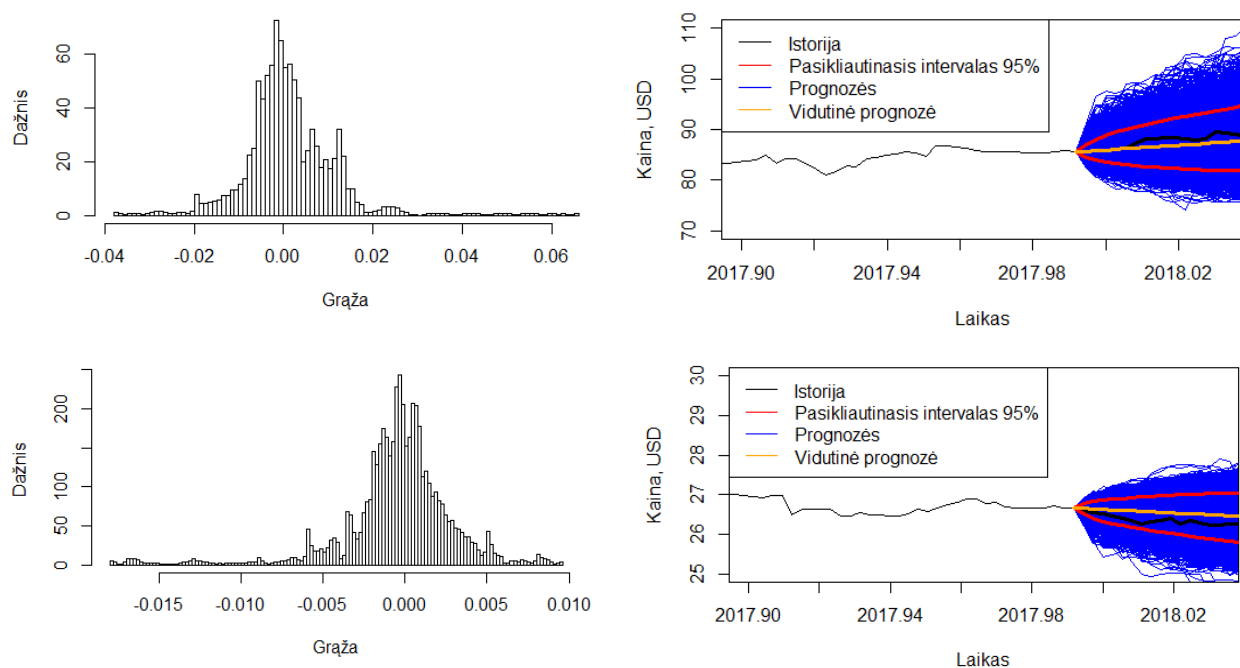 Dažnis
0 20 40 60
-0.04 -0.02 0.00 0.02 0.04 0.06
Grąža
Kaina, USD
70 80 90 100 110
Istorija
Pasikliautinasis intervalas 95%
Prognozės
Vidutinė prognozė
2017.90 2017.94 2017.98 2018.02
Laikas
Dažnis
0 50 100 200
-0.015 -0.010 -0.005 0.000 0.005 0.010
Grąža
Kaina, USD
25 26 27 28 29 30
Istorija
Pasikliautinasis intervalas 95%
Prognozės
Vidutinė prognozė
2017.90 2017.94 2017.98 2018.02
Laikas